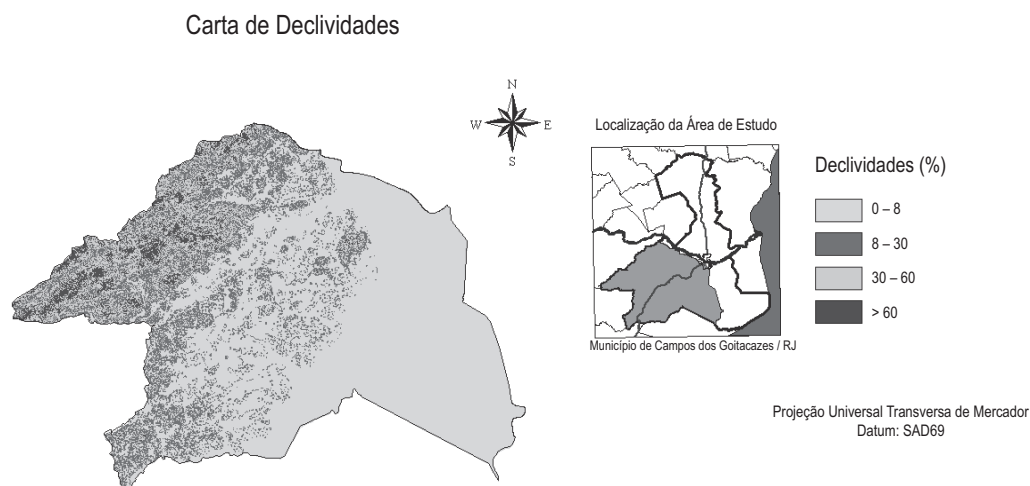 Carta de Declividades
N
W
E
S
Localização da Área de Estudo
Município de Campos dos Goitacazes / RJ
Declividades (%)
0 – 8
8 – 30
30 – 60
> 60
Projeção Universal Transversa de Mercador
Datum: SAD69